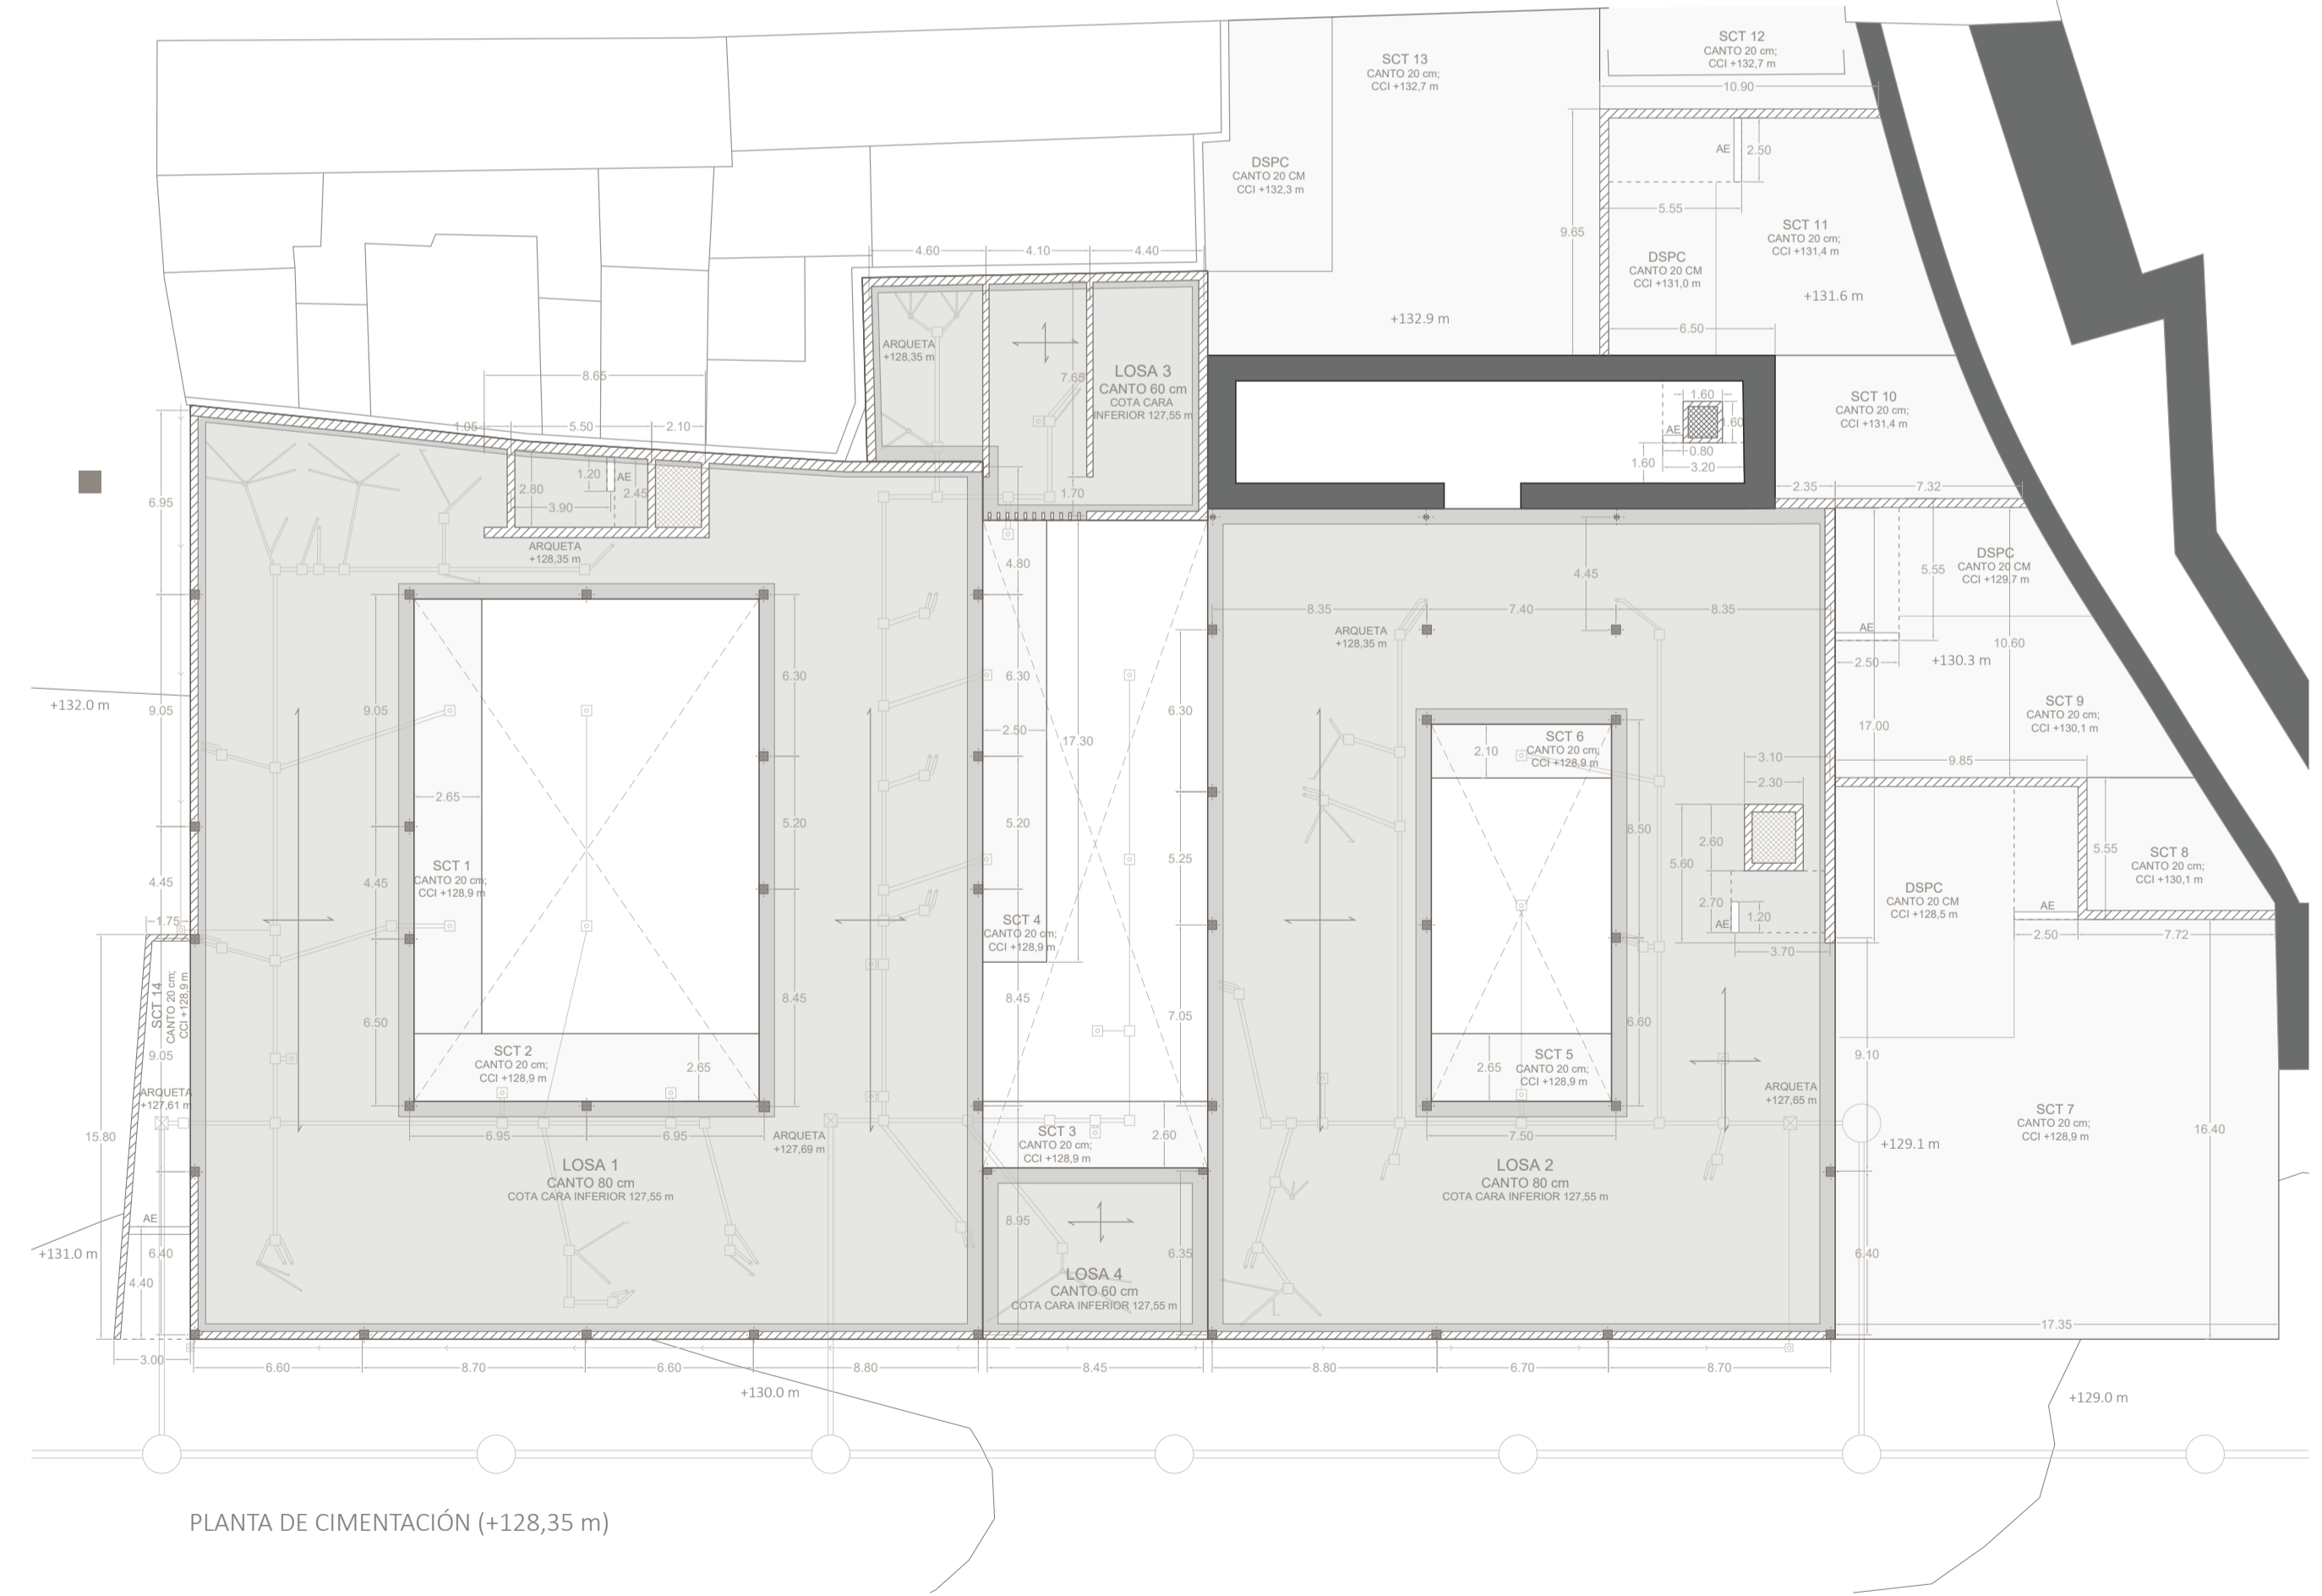 SCT 12
CANTO 20 cm;
CCI +132,7 m
10.90
SCT 13
CANTO 20 cm;
CCI +132,7 m
DSPC
CANTO 20 CM
CCI +132,3 m
AE
2.50
5.55
9.65
SCT 11
CANTO 20 cm;
CCI +131,4 m
DSPC
CANTO 20 CM
CCI +131,0 m
+131.6 m
+132.9 m
6.50
4.60
4.10
4.40
ARQUETA
+128,35 m
7.65
LOSA 3
CANTO 60 cm
COTA CARA
INFERIOR 127,55 m
1.70
8.65
1.05
5.50
2.10
2.80
1.20
AE
2.45
3.90
ARQUETA
+128,35 m
SCT 10
CANTO 20 cm;
CCI +131,4 m
1.60
1.60
AE
0.80
3.20
1.60
2.35
7.32
6.95
4.80
4.45
8.35
7.40
8.35
ARQUETA
+128,35 m
DSPC
CANTO 20 CM
CCI +129,7 m
5.55
AE
2.50
10.60
+130.3 m
+132.0 m
9.05
9.05
6.30
6.30
2.50
17.30
6.30
SCT 9
CANTO 20 cm;
CCI +130,1 m
17.00
9.85
2.10
SCT 6
CANTO 20 cm;
CCI +128,9 m
3.10
2.30
2.65
5.20
5.20
5.25
8.50
2.60
5.60
2.70
1.20
AE
3.70
5.55
SCT 8
CANTO 20 cm;
CCI +130,1 m
DSPC
CANTO 20 CM
CCI +128,5 m
AE
2.50
7.72
SCT 1
CANTO 20 cm;
CCI +128,9 m
4.45
4.45
1.75
SCT 4
CANTO 20 cm;
CCI +128,9 m
SCT 14
CANTO 20 cm;
CCI +128,9 m
6.50
8.45
8.45
7.05
6.60
9.05
9.10
SCT 2
CANTO 20 cm;
CCI +128,9 m
2.65
2.65
SCT 5
CANTO 20 cm;
CCI +128,9 m
ARQUETA
+127,61 m
ARQUETA
+127,65 m
15.80
6.95
6.95
ARQUETA
+127,69 m
SCT 3
CANTO 20 cm;
CCI +128,9 m
2.60
7.50
+129.1 m
SCT 7
CANTO 20 cm;
CCI +128,9 m
16.40
LOSA 1
CANTO 80 cm
COTA CARA INFERIOR 127,55 m
LOSA 2
CANTO 80 cm
COTA CARA INFERIOR 127,55 m
AE
8.95
6.35
6.40
+131.0 m
6.40
4.40
LOSA 4
CANTO 60 cm
COTA CARA INFERIOR 127,55 m
17.35
3.00
6.60
8.70
6.60
8.80
8.45
8.80
6.70
8.70
+130.0 m
+129.0 m
PLANTA DE CIMENTACIÓN (+128,35 m)